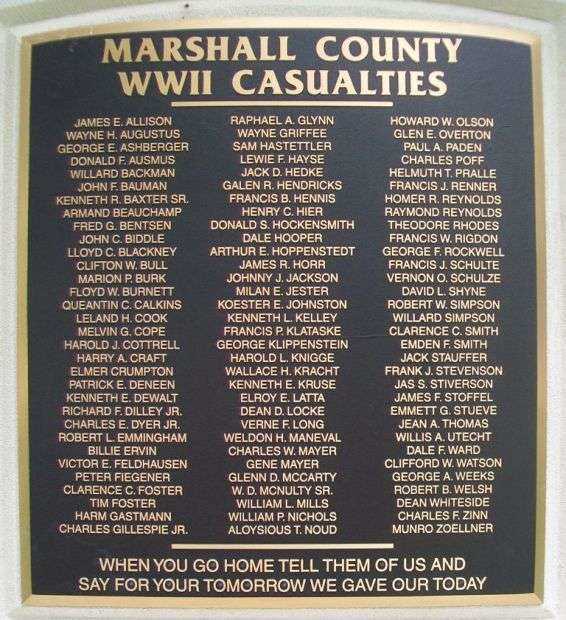 MARSHALL COUNTY
WWII CASUALTIES
JAMES E. ALLISON
WAYNE H. AUGUSTUS
GEORGE E. ASHBERGER
DONALD F. AUSMUS
WILLARD BACKMAN
JOHN F. BAUMAN
KENNETH R. BAXTER SR.
ARMAND BEAUCHAMP
FRED G. BENTSEN
JOHN C. BIDDLE
LLOYD C. BLACKNEY
CLIFTON W. BULL
MARION P. BURK
FLOYD W. BURNETT
QUEANTIN C. CALKINS
LELAND H. COOK
MELVIN G. COPE
HAROLD J. COTTRELL
HARRY A. CRAFT
ELMER CRUMPTON
PATRICK E. DENEEN
KENNETH E. DEWALT
RICHARD F. DILLEY JR.
CHARLES E. DYER JR.
ROBERT L. EMMINGHAM
BILLIE ERVIN
VICTOR E. FELDHAUSEN
PETER FIEGENER
CLARENCE C. FOSTER
TIM FOSTER
HARM GASTMANN
CHARLES GILLESPIE JR.
RAPHAEL A. GLYNN
WAYNE GRIFFEE
SAM HASTETTLER
LEWIE F. HAYSE
JACK D. HEDKE
GALEN R. HENDRICKS
FRANCIS B. HENNIS
HENRY C. HIER
DONALD S. HOCKENSMITH
DALE HOOPER
ARTHUR E. HOPPENSTEDT
JAMES R. HORR
JOHNNY J. JACKSON
MILAN E. JESTER
KOESTER E. JOHNSTON
KENNETH L. KELLEY
FRANCIS P. KLATASKE
GEORGE KLIPPENSTEIN
HAROLD L. KNIGGE
WALLACE H. KRACHT
KENNETH E. KRUSE
ELROY E. LATTA
DEAN D. LOCKE
VERNE F. LONG
WELDON H. MANEVAL
CHARLES W. MAYER
GENE MAYER
GLENN D. MCCARTY
W. D. MCNULTY SR.
WILLIAM L. MILLS
WILLIAM P. NICHOLS
ALOYSIOUS T. NOUD
HOWARD W. OLSON
GLEN E. OVERTON
PAUL A. PADEN
CHARLES POFF
HELMUTH T. PRALLE
FRANCIS J. RENNER
HOMER R. REYNOLDS
RAYMOND REYNOLDS
THEODORE RHODES
FRANCIS W. RIGDON
GEORGE F. ROCKWELL
FRANCIS J. SCHULTE
VERNON O. SCHULZE
DAVID L. SHYNE
ROBERT W. SIMPSON
WILLARD SIMPSON
CLARENCE C. SMITH
EMDEN F. SMITH
JACK STAUFFER
FRANK J. STEVENSON
JAS S. STIVERSON
JAMES F. STOFFEL
EMMETT G. STUEVE
JEAN A. THOMAS
WILLIS A. UTECHT
DALE F. WARD
CLIFFORD W. WATSON
GEORGE A. WEEKS
ROBERT B. WELSH
DEAN WHITESIDE
CHARLES F. ZINN
MUNRO ZOELLNER
WHEN YOU GO HOME TELL THEM OF US AND
SAY FOR YOUR TOMORROW WE GAVE OUR TODAY